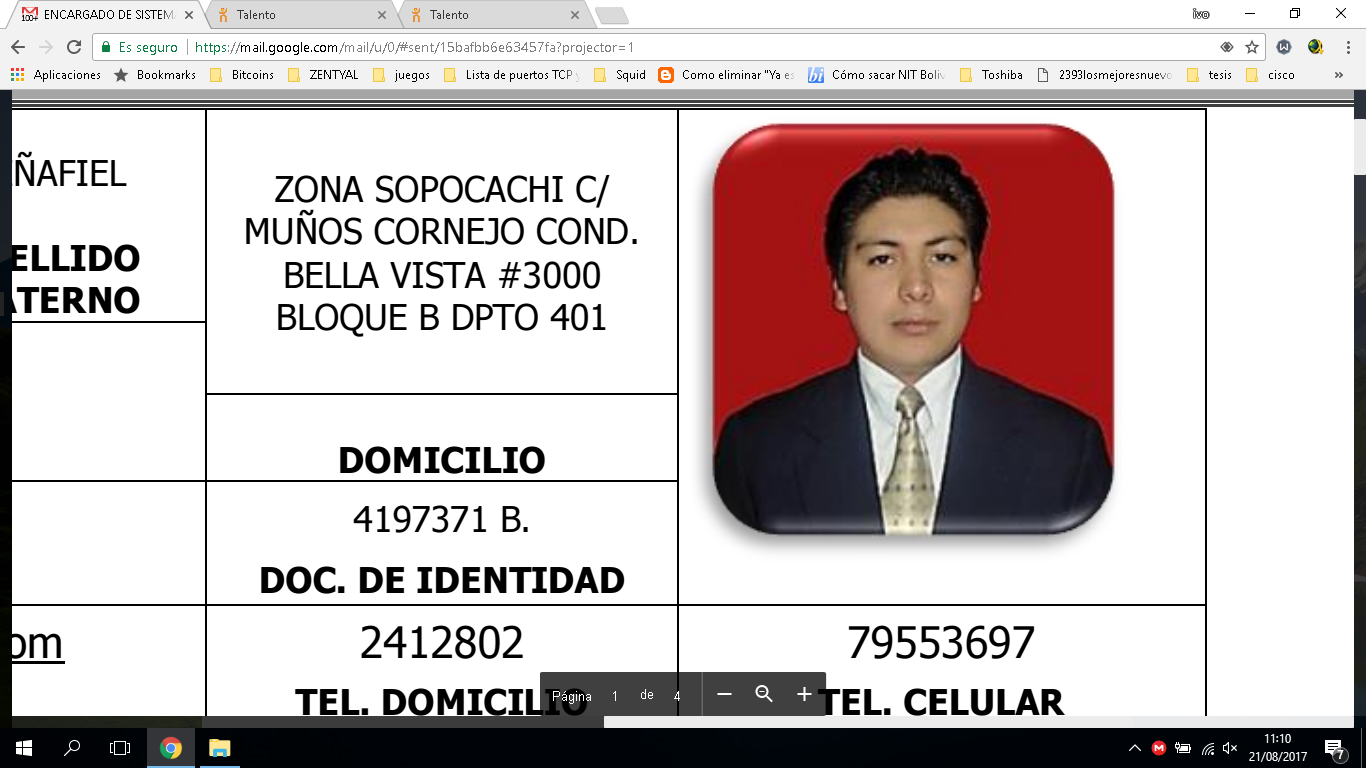 ENCARGADO DE SISTEM
Talento
Talento
ivo
Es seguro
https://mail.google.com/mail/u/0/#sent/15bafbb6e63457fa?projector=1
Aplicaciones
Bookmarks
Bitcoins
ZENTYAL
juegos
Lista de puertos TCP y
Squid
Como eliminar "Ya es
Cómo sacar NIT Boliv
Toshiba
2393losmejoresnuevo
tesis
cisco
»
ÑAFIEL
ELLIDO
ATERNO
ZONA SOPOCACHI C/
MUÑOS CORNEJO COND.
BELLA VISTA #3000
BLOQUE B DPTO 401
DOMICILIO
4197371 B.
DOC. DE IDENTIDAD
om
2412802
79553697
TEL. DOMICILIO
TEL. CELULAR
Página 1 de 4
11:10
21/08/2017
7